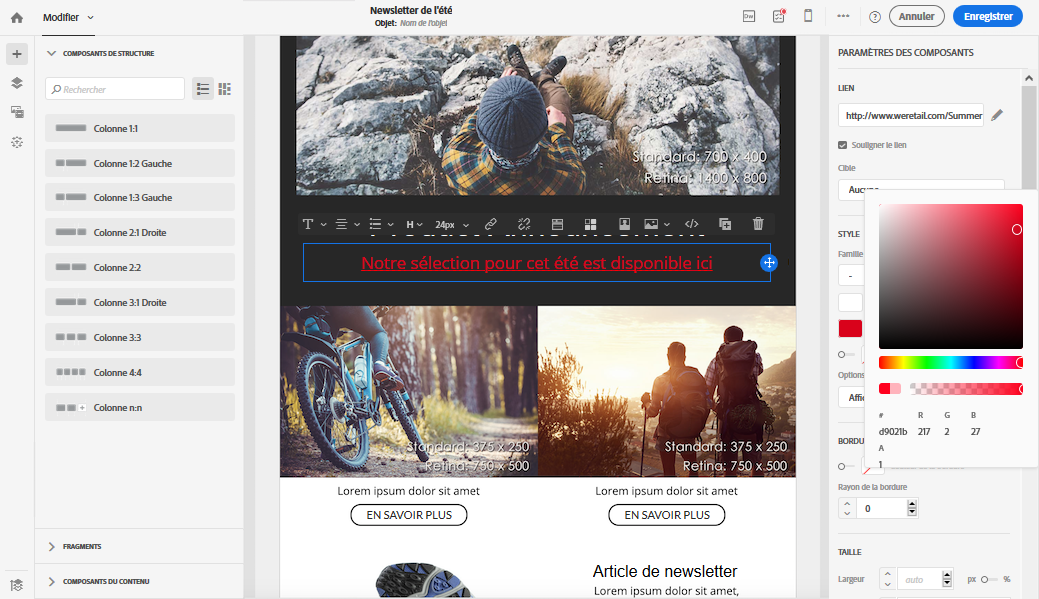 Modifier
Newsletter de l'été
Objet: Nom de l'objet
Dw
Annuler
Enregistrer
COMPOSANTS DE STRUCTURE
Rechercher
Colonne 1:1
Colonne 1:2 Gauche
Colonne 1:3 Gauche
Colonne 2:1 Droite
Colonne 2:2
Colonne 3:1 Droite
Colonne 3:3
Colonne 4:4
Colonne n:n
FRAGMENTS
COMPOSANTS DU CONTENU
Standard: 700 x 400
Retina: 1400 x 800
T
H
24px
Notre sélection pour cet été est disponible ici
Standard: 375 x 250
Retina: 750 x 500
Standard: 375 x 250
Retina: 750 x 500
Lorem ipsum dolor sit amet
EN SAVOIR PLUS
Lorem ipsum dolor sit amet
EN SAVOIR PLUS
Article de newsletter
Lorem ipsum dolor sit amet,
PARAMÈTRES DES COMPOSANTS
LIEN
http://www.weretail.com/Summer
Souligner le lien
Cible
STYLE
Famille
-
Options
Affi
BORDU
# R G B
d9021b 217 2 27
A
1
Rayon de la bordure
0
TAILLE
Largeur auto px %